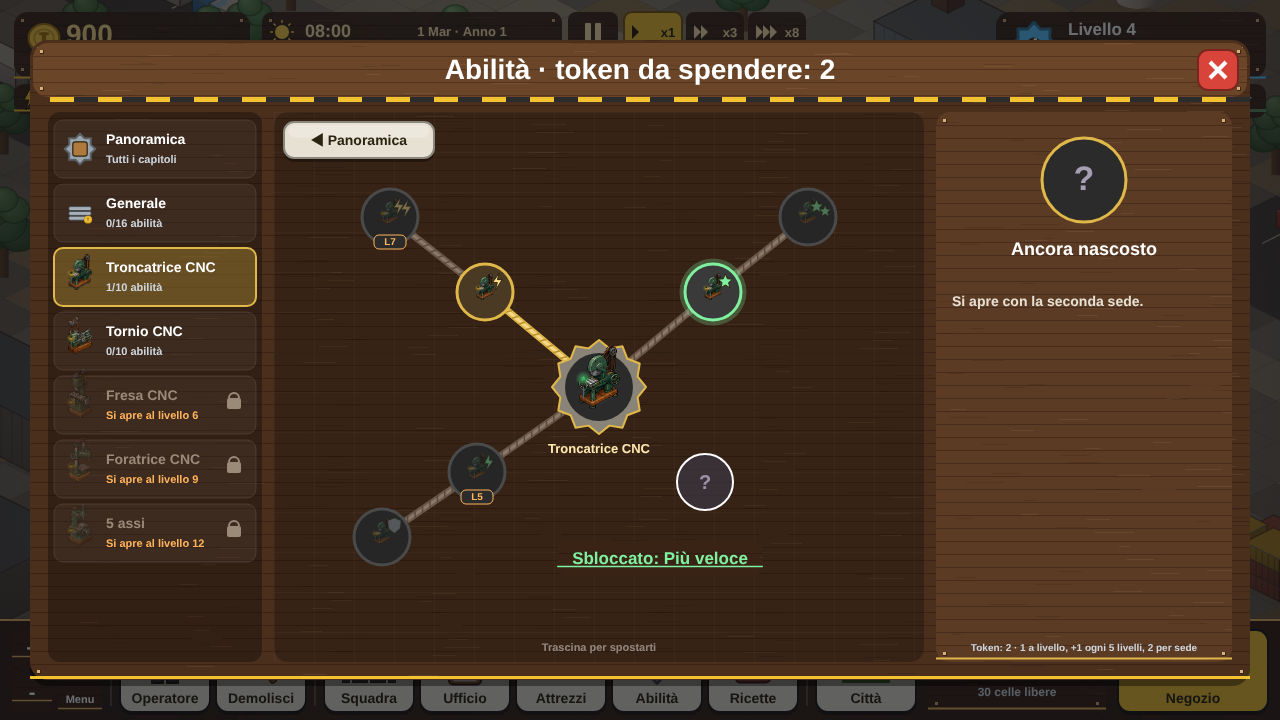 900
08:00
1 Mar · Anno 1
x1
x3
x8
Livello 4
Abilità · token da spendere: 2
Panoramica
Tutti i capitoli
Generale
0/16 abilità
Troncatrice CNC
1/10 abilità
Tornio CNC
0/10 abilità
Fresa CNC
Si apre al livello 6
Foratrice CNC
Si apre al livello 9
5 assi
Si apre al livello 12
Panoramica
L7
Troncatrice CNC
L5
?
Sbloccato: Più veloce
Trascina per spostarti
?
Ancora nascosto
Si apre con la seconda sede.
Token: 2 · 1 a livello, +1 ogni 5 livelli, 2 per sede
Menu
Operatore
Demolisci
Squadra
Ufficio
Attrezzi
Abilità
Ricette
Città
30 celle libere
Negozio